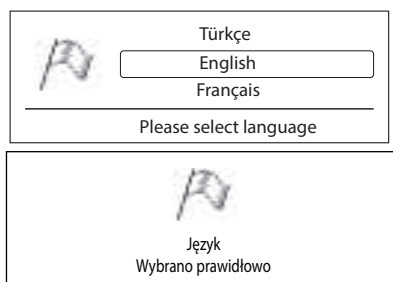 Türkçe
English
Français
Please select language
Język
Wybrano prawidłowo